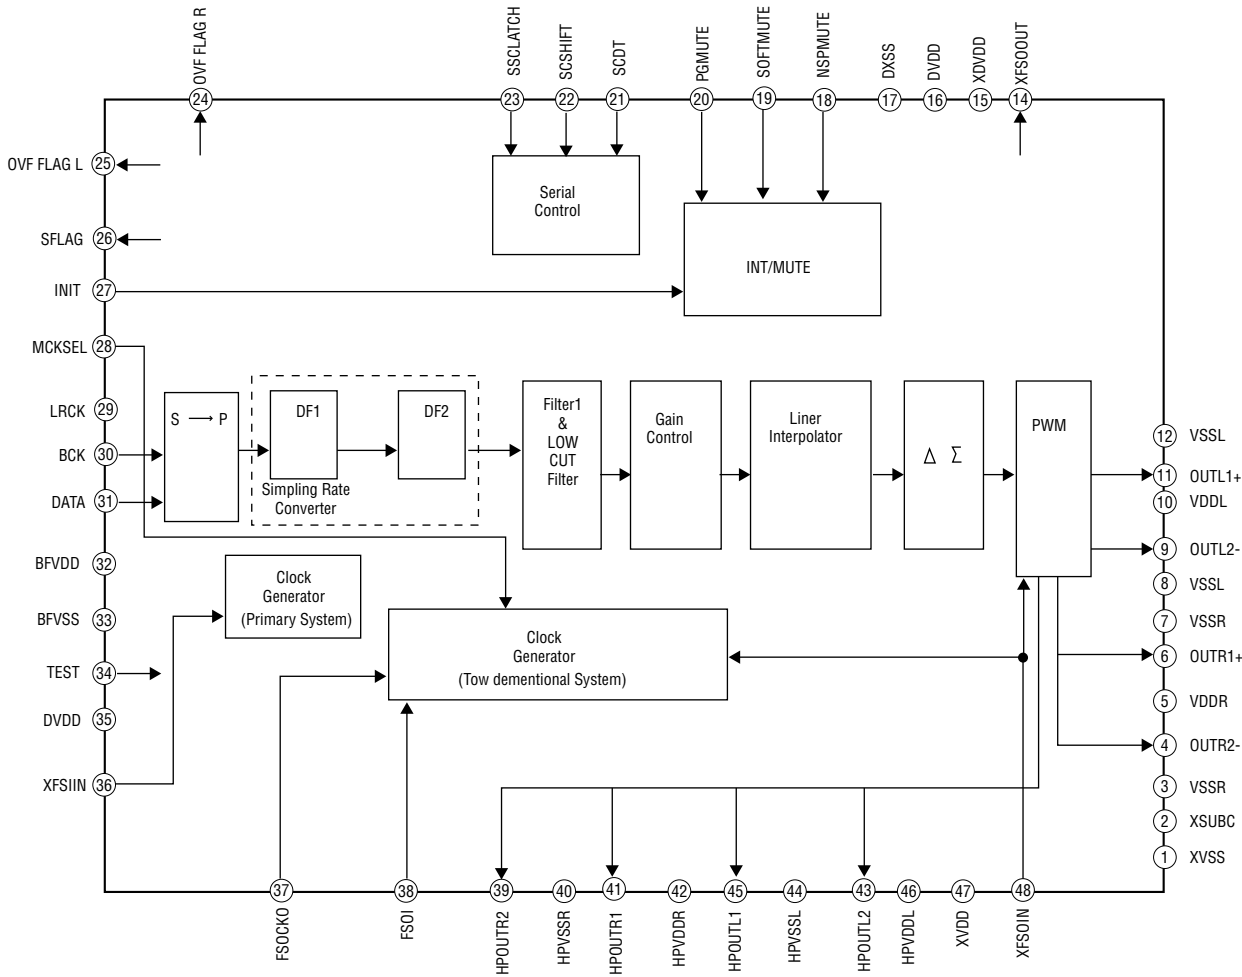 OVF FLAG R
SSCLATCH
SCSHIFT
SCDT
PGMUTE
SOFTMUTE
NSPMUTE
DXSS
DVDD
XDVDD
XFSOOUT
24
23
22
21
20
19
18
17
16
15
14
OVF FLAG L 25
SFLAG 26
INIT 27
MCKSEL 28
LRCK 29
BCK 30
DATA 31
BFVDD 32
BFVSS 33
TEST 34
DVDD 35
XFSIIN 36
Serial
Control
INT/MUTE
S → P
DF1
DF2
Simpling Rate
Converter
Filter1
&
LOW
CUT
Filter
Gain
Control
Liner
Interpolator
Δ Σ
PWM
Clock
Generator
(Primary System)
Clock
Generator
(Tow dementional System)
12 VSSL
11 OUTL1+
10 VDDL
9 OUTL2-
8 VSSL
7 VSSR
6 OUTR1+
5 VDDR
4 OUTR2-
3 VSSR
2 XSUBC
1 XVSS
37
38
39
40
41
42
45
44
43
46
47
48
FSOCKO
FSOI
HPOUTR2
HPVSSR
HPOUTR1
HPVDDR
HPOUTL1
HPVSSL
HPOUTL2
HPVDDL
XVDD
XFSOIN